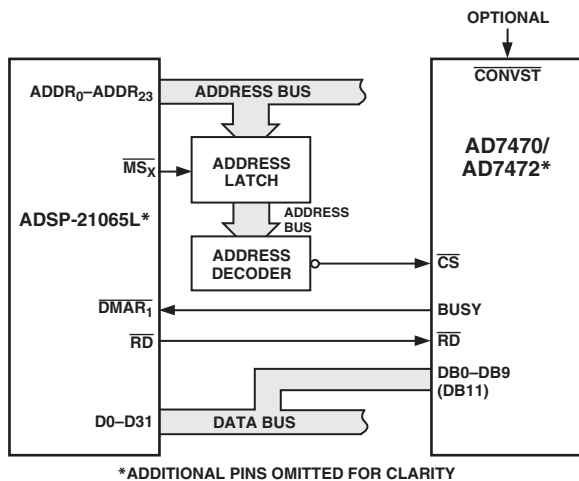 OPTIONAL
CONVST
ADDR0–ADDR23
ADDRESS BUS
AD7470/
AD7472*
MSX
ADDRESS
LATCH
ADSP-21065L*
ADDRESS
BUS
ADDRESS
DECODER
CS
DMAR1
BUSY
RD
RD
DB0–DB9
(DB11)
D0–D31
DATA BUS
*ADDITIONAL PINS OMITTED FOR CLARITY